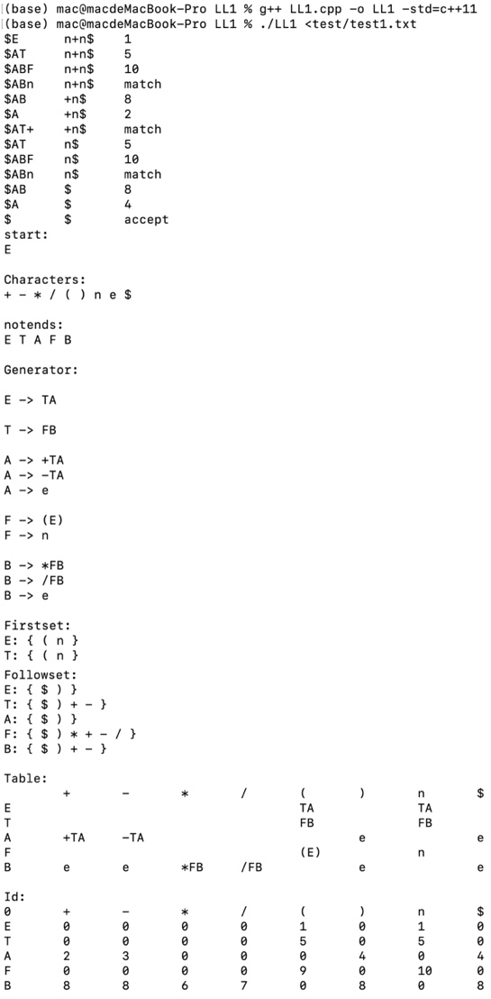 (base) mac@macdeMacBook-Pro LL1 % g++ LL1.cpp -o LL1 -std=c++11
(base) mac@macdeMacBook-Pro LL1 % ./LL1 <test/test1.txt
$E n+n$ 1
$AT n+n$ 5
$ABF n+n$ 10
$ABn n+n$ match
$AB +n$ 8
$A +n$ 2
$AT+ +n$ match
$AT n$ 5
$ABF n$ 10
$ABn n$ match
$AB $ 8
$A $ 4
$ $ accept
start:
E
Characters:
+ - * / ( ) n e $
notends:
E T A F B
Generator:
E -> TA
T -> FB
A -> +TA
A -> -TA
A -> e
F -> (E)
F -> n
B -> *FB
B -> /FB
B -> e
Firstset:
E: { ( n }
T: { ( n }
Followset:
E: { $ ) }
T: { $ ) + - }
A: { $ ) }
F: { $ ) * + - / }
B: { $ ) + - }
Table:
+ - * / ( ) n $
E TA TA
T FB FB
A +TA -TA e e
F (E) n
B e e *FB /FB e e
Id:
0 + - * / ( ) n $
E 0 0 0 0 1 0 1 0
T 0 0 0 0 5 0 5 0
A 2 3 0 0 0 4 0 4
F 0 0 0 0 9 0 10 0
B 8 8 6 7 0 8 0 8